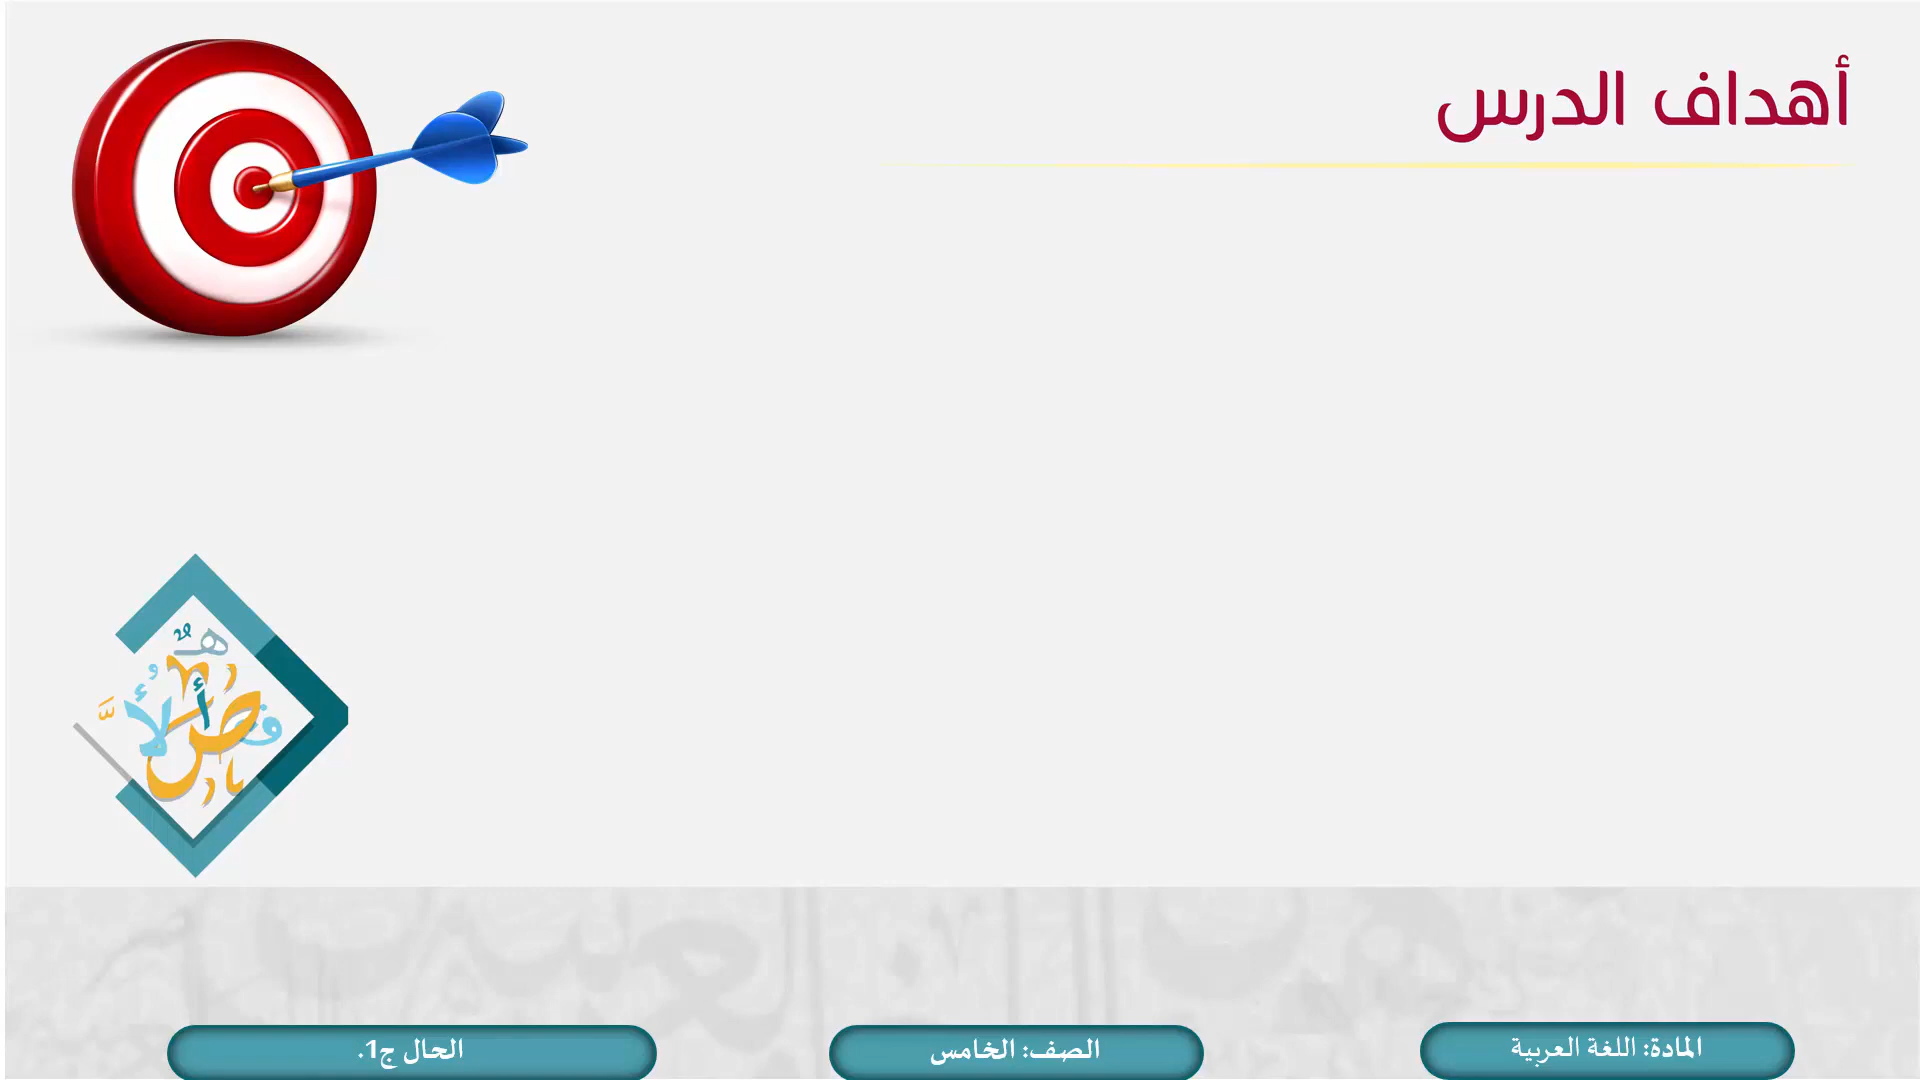 أهداف الدرس
المادة: اللغة العربية
الصف: الخامس
الحال ج1.